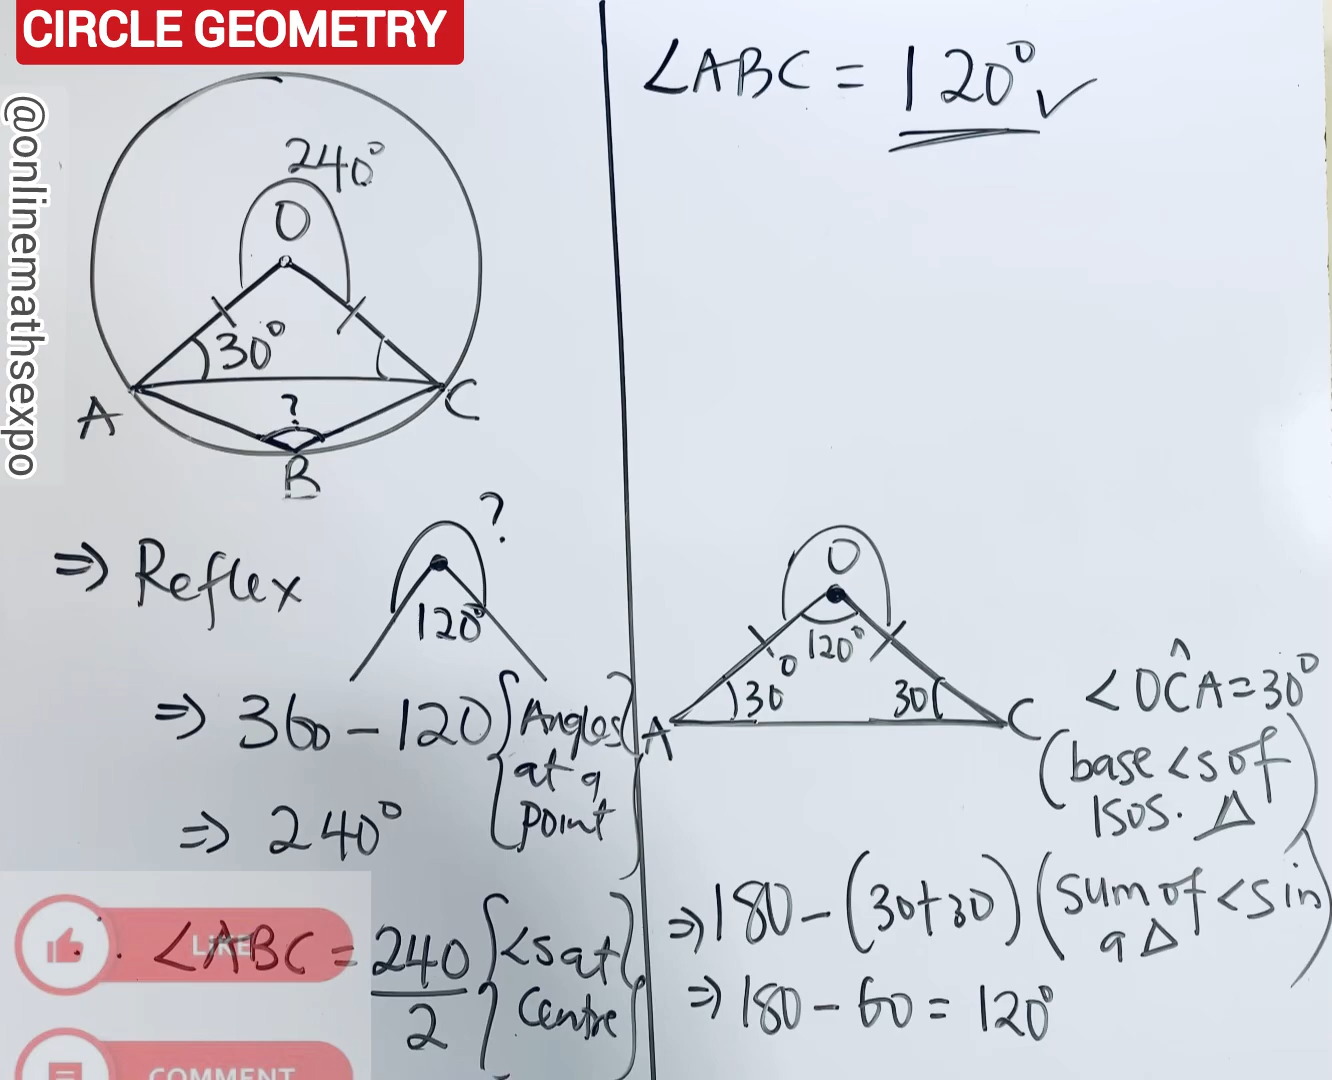 CIRCLE GEOMETRY
@onlinemathsexpo
240°
O
30°
A
?
C
B
⇒ Reflex
?
120°
⇒ 360 - 120 {Angles at a point}
⇒ 240°
∴ ∠ABC = 240/2 {<s at Centre}
LIKE
COMMENT
∠ABC = 120° ✓
O
120°
30°
30
A
C
<OĈA = 30°
(base <s of
isos. Δ)
⇒ 180 - (30+30) (sum of <s in
a Δ)
⇒ 180 - 60 = 120°